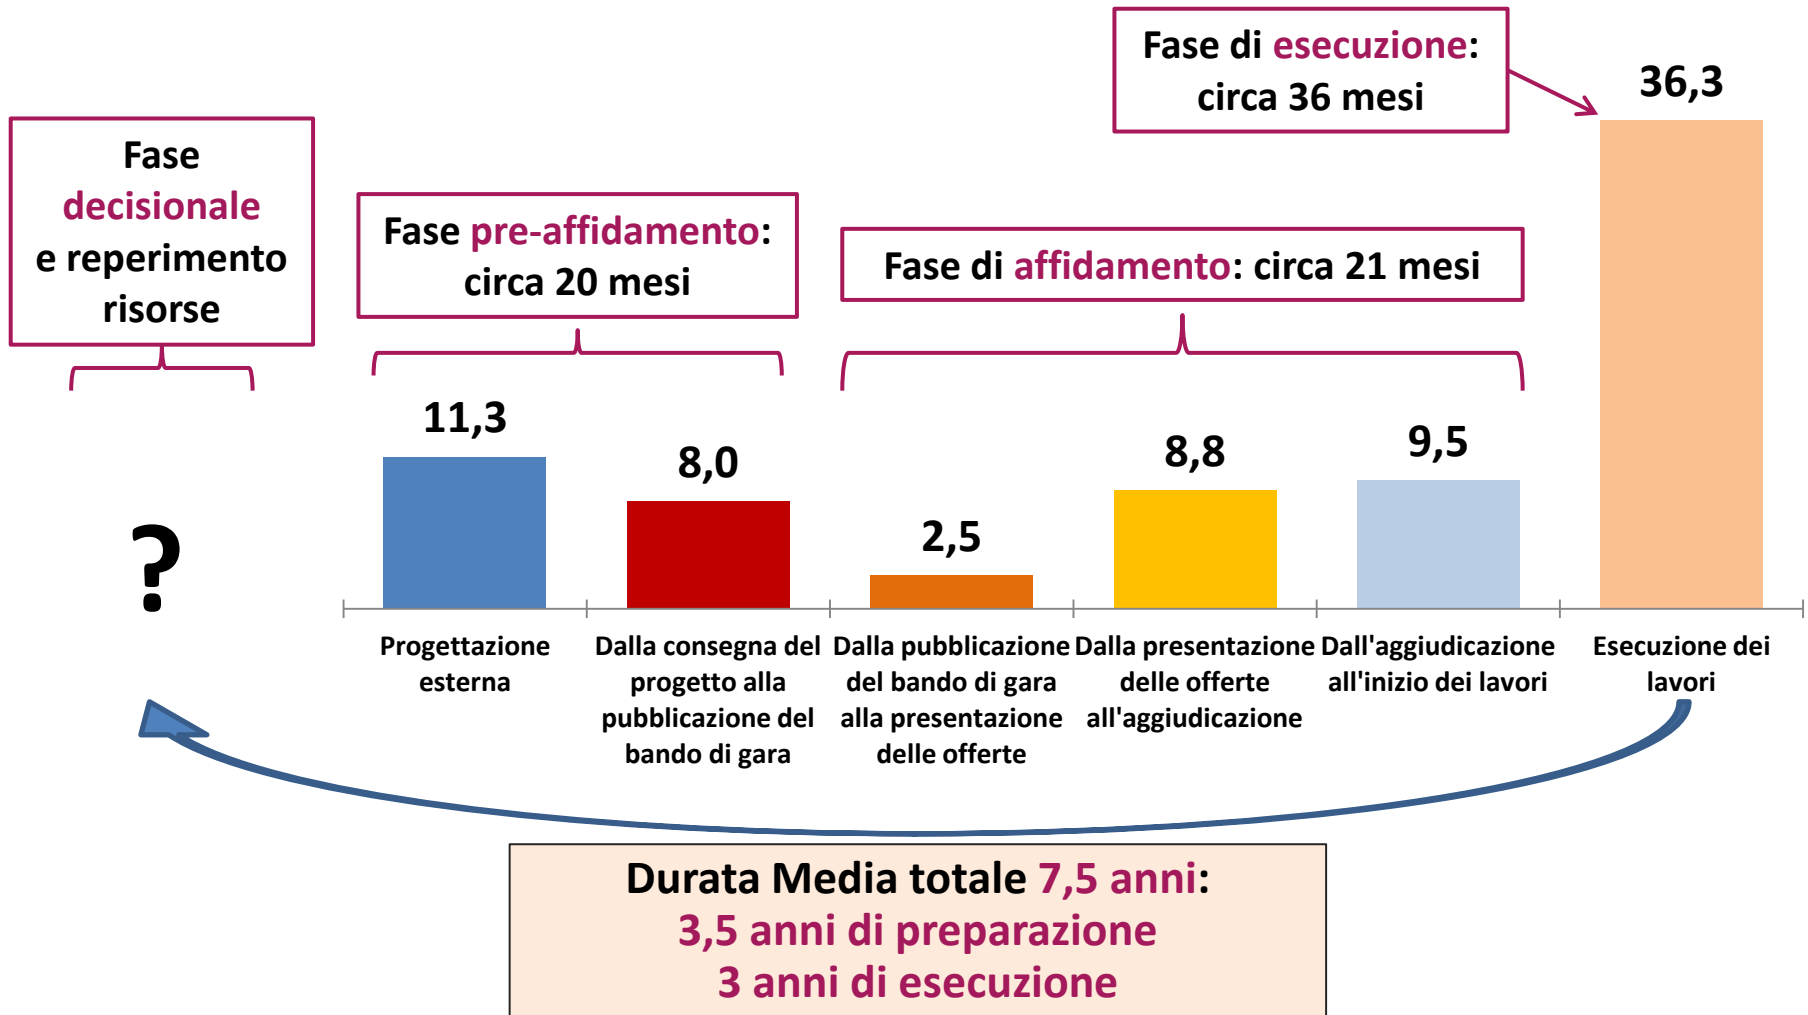 Fase
decisionale
e reperimento
risorse
Fase pre-affidamento:
circa 20 mesi
Fase di affidamento: circa 21 mesi
Fase di esecuzione:
circa 36 mesi
36,3
11,3
8,0
2,5
8,8
9,5
?
Progettazione
esterna
Dalla consegna del
progetto alla
pubblicazione del
bando di gara
Dalla pubblicazione
del bando di gara
alla presentazione
delle offerte
Dalla presentazione
delle offerte
all'aggiudicazione
Dall'aggiudicazione
all'inizio dei lavori
Esecuzione dei
lavori
Durata Media totale 7,5 anni:
3,5 anni di preparazione
3 anni di esecuzione